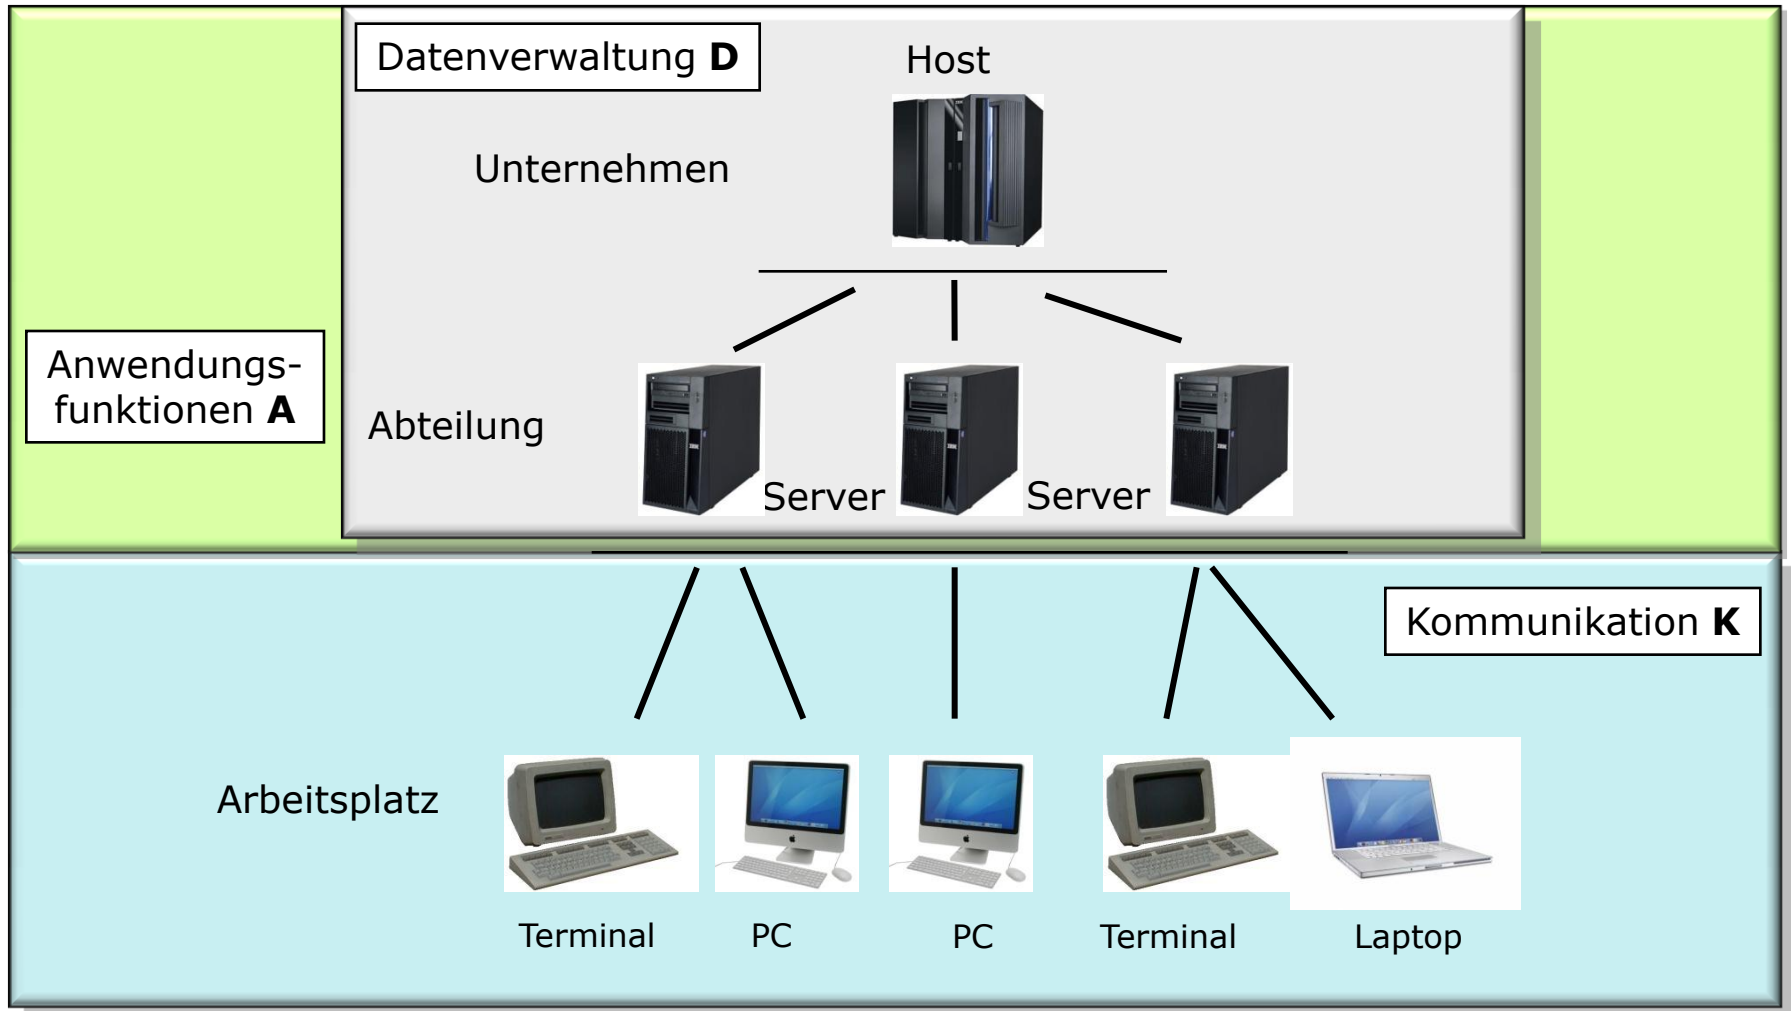 Datenverwaltung D
Host
Unternehmen
Anwendungs-
funktionen A
Abteilung
Server
Server
Kommunikation K
Arbeitsplatz
Terminal
PC
PC
Terminal
Laptop